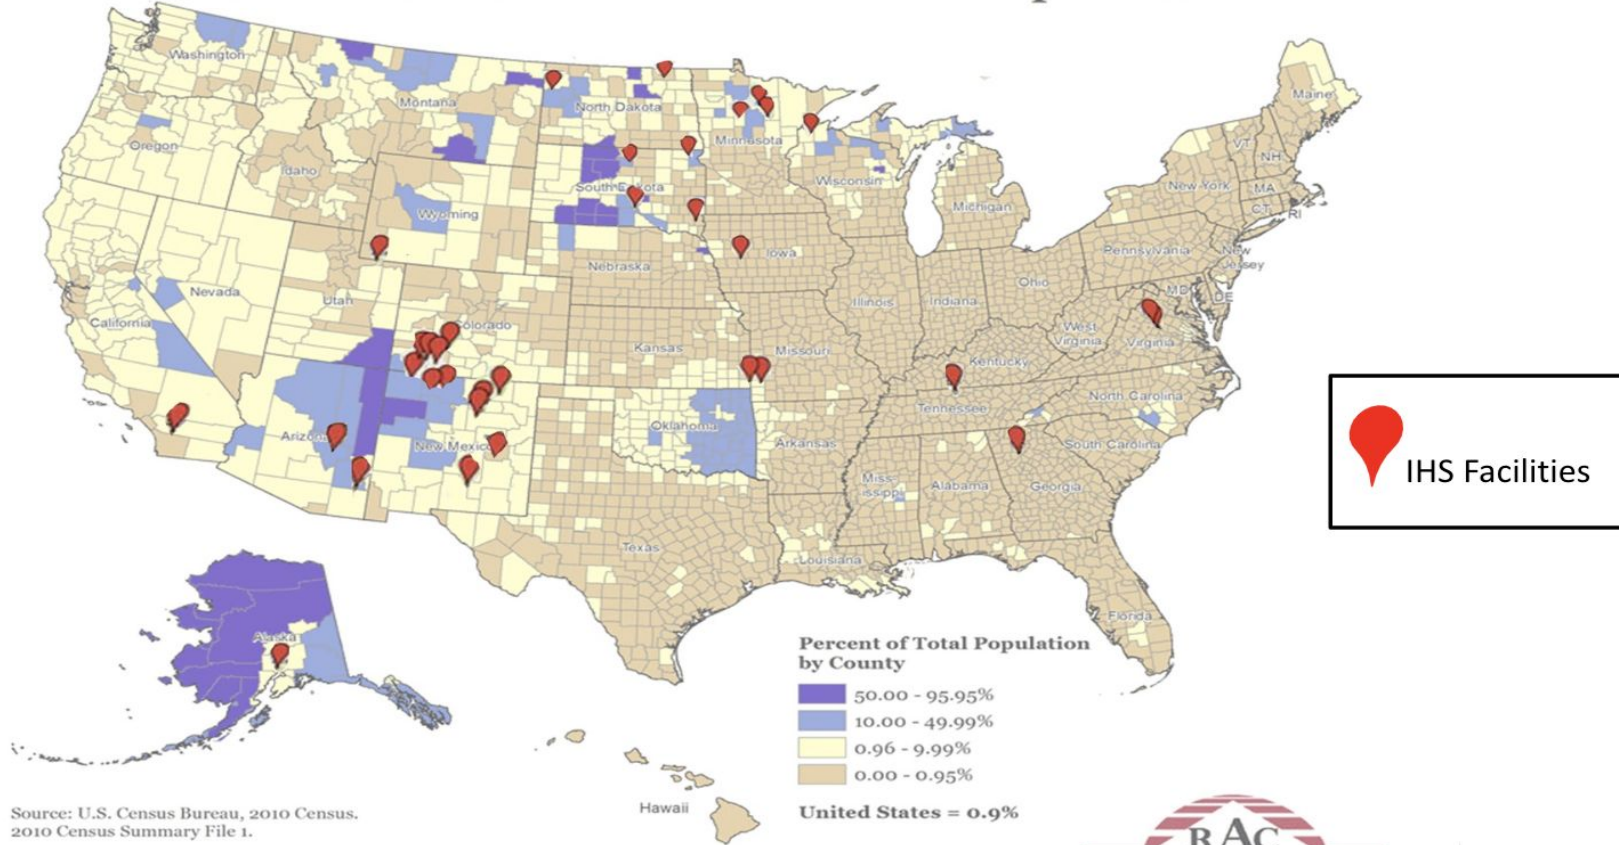 Washington
Montana
North Dakota
Minnesota
Maine
Oregon
Idaho
VT
NH
South Dakota
Wisconsin
New York
MA
Wyoming
Michigan
CT
RI
Iowa
Pennsylvania
New
Jersey
Nebraska
Nevada
Utah
Illinois
Indiana
Ohio
MD
DE
California
Colorado
Kansas
Missouri
West
Virginia
Virginia
Kentucky
Tennessee
North Carolina
Oklahoma
Arizona
New Mexico
Arkansas
South Carolina
Miss-
issippi
Alabama
Georgia
Texas
Louisiana
Florida
Alaska
Hawaii
IHS Facilities
Percent of Total Population
by County
50.00 - 95.95%
10.00 - 49.99%
0.96 - 9.99%
0.00 - 0.95%
United States = 0.9%
Source: U.S. Census Bureau, 2010 Census.
2010 Census Summary File 1.
RAC